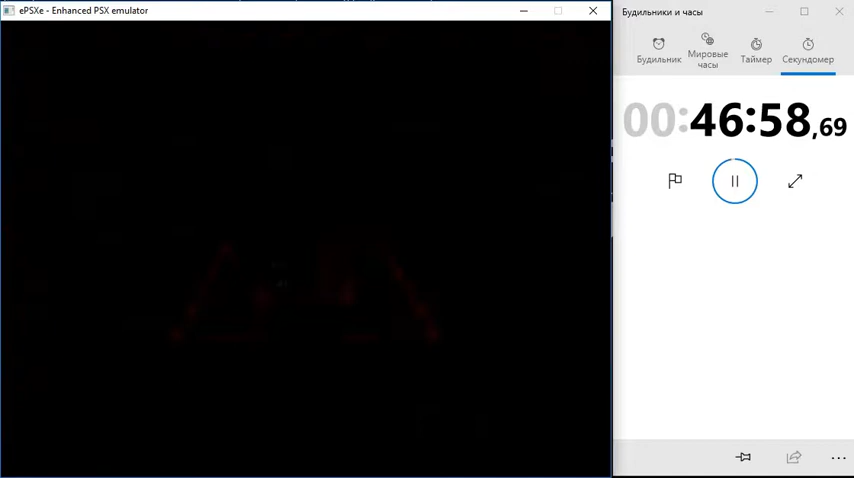 ePSXe - Enhanced PSX emulator
Будильники и часы
Будильник
Мировые
часы
Таймер
Секундомер
00:46:58,69